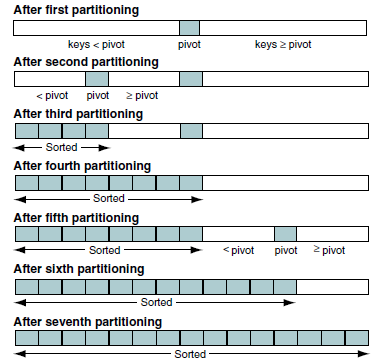 After first partitioning
keys < pivot pivot keys ≥ pivot
After second partitioning
< pivot pivot ≥ pivot
After third partitioning
Sorted
After fourth partitioning
Sorted
After fifth partitioning
Sorted < pivot pivot ≥ pivot
After sixth partitioning
Sorted
After seventh partitioning
Sorted